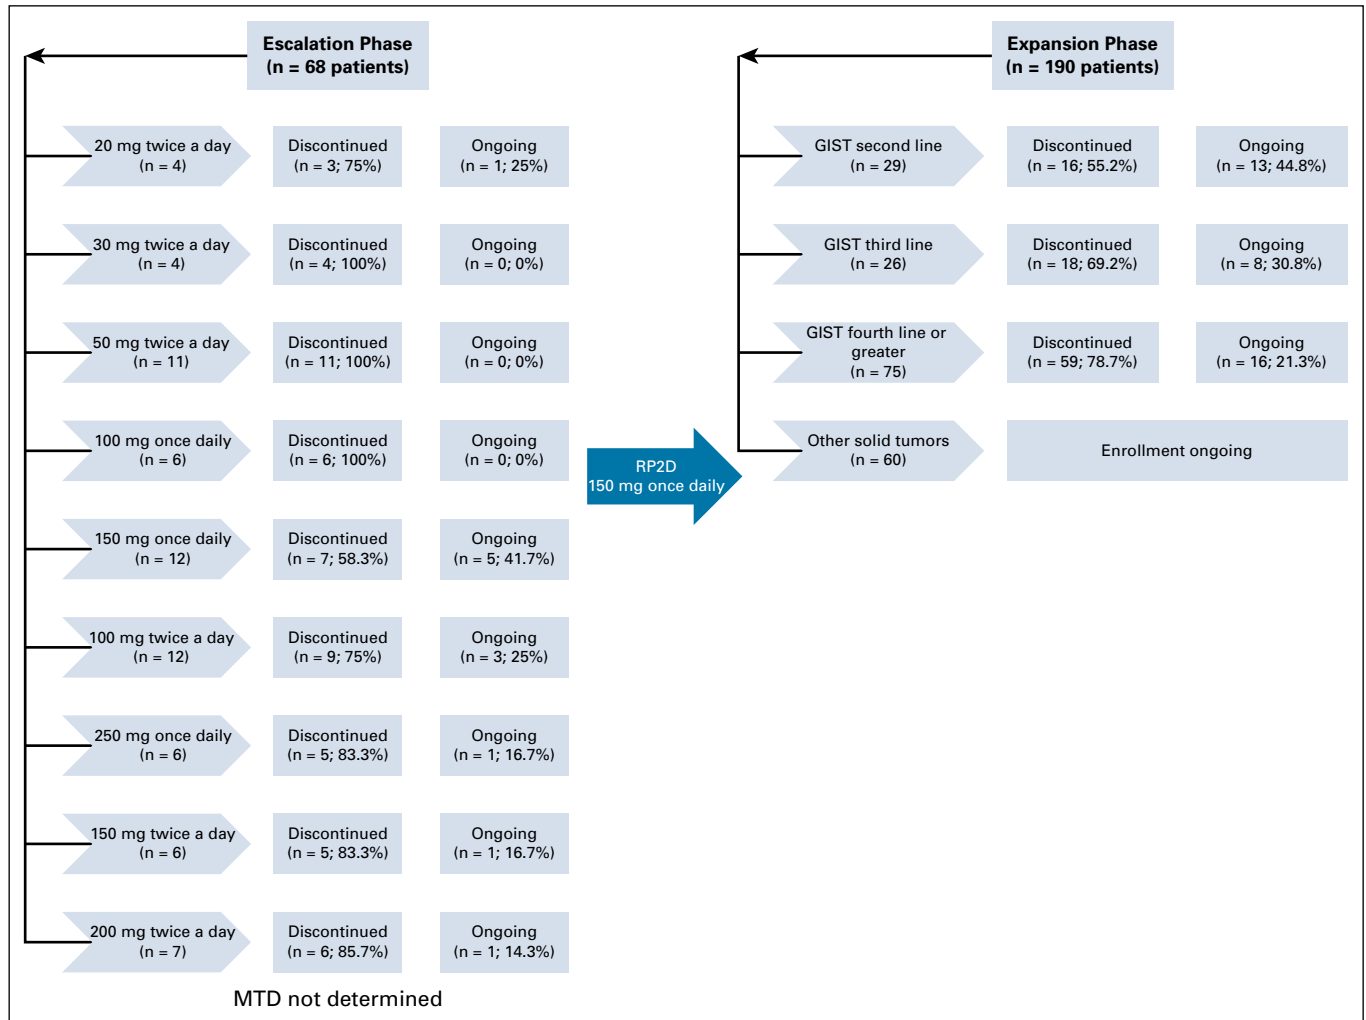 Escalation Phase
(n = 68 patients)
20 mg twice a day
(n = 4)
Discontinued
(n = 3; 75%)
Ongoing
(n = 1; 25%)
30 mg twice a day
(n = 4)
Discontinued
(n = 4; 100%)
Ongoing
(n = 0; 0%)
50 mg twice a day
(n = 11)
Discontinued
(n = 11; 100%)
Ongoing
(n = 0; 0%)
100 mg once daily
(n = 6)
Discontinued
(n = 6; 100%)
Ongoing
(n = 0; 0%)
150 mg once daily
(n = 12)
Discontinued
(n = 7; 58.3%)
Ongoing
(n = 5; 41.7%)
100 mg twice a day
(n = 12)
Discontinued
(n = 9; 75%)
Ongoing
(n = 3; 25%)
250 mg once daily
(n = 6)
Discontinued
(n = 5; 83.3%)
Ongoing
(n = 1; 16.7%)
150 mg twice a day
(n = 6)
Discontinued
(n = 5; 83.3%)
Ongoing
(n = 1; 16.7%)
200 mg twice a day
(n = 7)
Discontinued
(n = 6; 85.7%)
Ongoing
(n = 1; 14.3%)
MTD not determined
RP2D
150 mg once daily
Expansion Phase
(n = 190 patients)
GIST second line
(n = 29)
Discontinued
(n = 16; 55.2%)
Ongoing
(n = 13; 44.8%)
GIST third line
(n = 26)
Discontinued
(n = 18; 69.2%)
Ongoing
(n = 8; 30.8%)
GIST fourth line or
greater
(n = 75)
Discontinued
(n = 59; 78.7%)
Ongoing
(n = 16; 21.3%)
Other solid tumors
(n = 60)
Enrollment ongoing